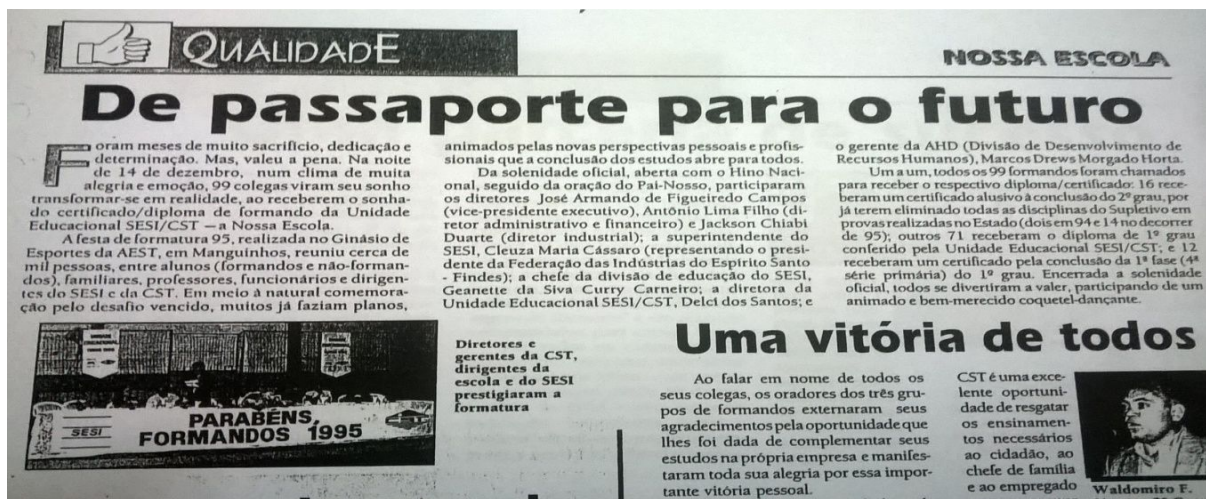 QUALIDADE
NOSSA ESCOLA
De passaporte para o futuro
Foram meses de muito sacrifício, dedicação e
determinação. Mas, valeu a pena. Na noite
de 14 de dezembro, num clima de muita
alegria e emoção, 99 colegas viram seu sonho
transformar-se em realidade, ao receberem o sonha-
do certificado/diploma de formando da Unidade
Educacional SESI/CST — a Nossa Escola.
A festa de formatura 95, realizada no Ginásio de
Esportes da AEST, em Manguinhos, reuniu cerca de
mil pessoas, entre alunos (formandos e não-forman-
dos), familiares, professores, funcionários e dirigen-
tes do SESI e da CST. Em meio à natural comemora-
ção pelo desafio vencido, muitos já faziam planos,
animados pelas novas perspectivas pessoais e profis-
sionais que a conclusão dos estudos abre para todos.
Da solenidade oficial, aberta com o Hino Naci-
onal, seguido da oração do Pai-Nosso, participaram
os diretores José Armando de Figueiredo Campos
(vice-presidente executivo), Antônio Lima Filho (di-
retor administrativo e financeiro) e Jackson Chiabi
Duarte (diretor industrial); a superintendente do
SESI, Cleuza Maria Cássaro (representando o presi-
dente da Federação das Indústrias do Espírito Santo
- Findes); a chefe da divisão de educação do SESI,
Geanette da Siva Curry Carneiro; a diretora da
Unidade Educacional SESI/CST, Delci dos Santos; e
o gerente da AHD (Divisão de Desenvolvimento de
Recursos Humanos), Marcos Drews Morgado Horta.
Um a um, todos os 99 formandos foram chamados
para receber o respectivo diploma/certificado: 16 rece-
beram um certificado alusivo à conclusão do 2º grau, por
já terem eliminado todas as disciplinas do Supletivo em
provas realizadas no Estado (dois em 94 e 14 no decorrer
de 95); outros 71 receberam o diploma de 1º grau
conferido pela Unidade Educacional SESI/CST; e 12
receberam um certificado pela conclusão da 1ª fase (4ª
série primária) do 1º grau. Encerrada a solenidade
oficial, todos se divertiram a valer, participando de um
animado e bem-merecido coquetel-dançante.
SESI
PARABÉNS,
FORMANDOS 1995
Diretores e
gerentes da CST,
dirigentes da
escola e do SESI
prestigiaram a
formatura
Uma vitória de todos
Ao falar em nome de todos os
seus colegas, os oradores dos três gru-
pos de formandos externaram seus
agradecimentos pela oportunidade que
lhes foi dada de complementar seus
estudos na própria empresa e manifes-
taram toda sua alegria por essa impor-
tante vitória pessoal.
CST é uma exce-
lente oportuni-
dade de resgatar
os ensinamen-
tos necessários
ao cidadão, ao
chefe de família
e ao empregado
Waldomiro F.